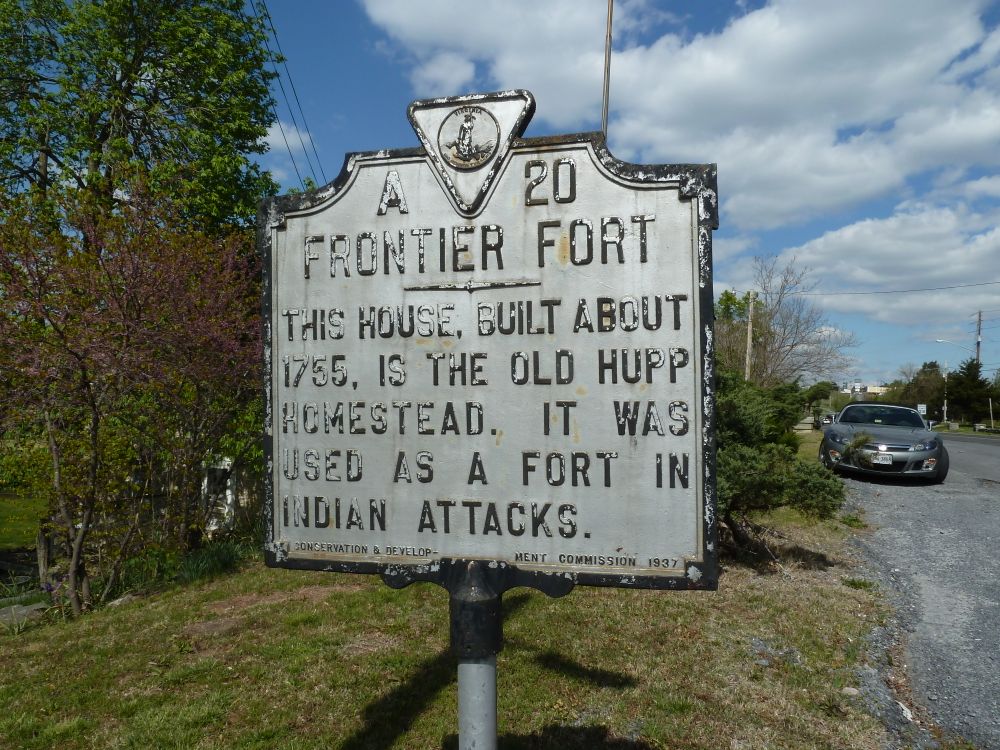 VIRGINIA
A 20
FRONTIER FORT
THIS HOUSE, BUILT ABOUT
1755, IS THE OLD HUPP
HOMESTEAD. IT WAS
USED AS A FORT IN
INDIAN ATTACKS.
CONSERVATION & DEVELOP- MENT COMMISSION 1937